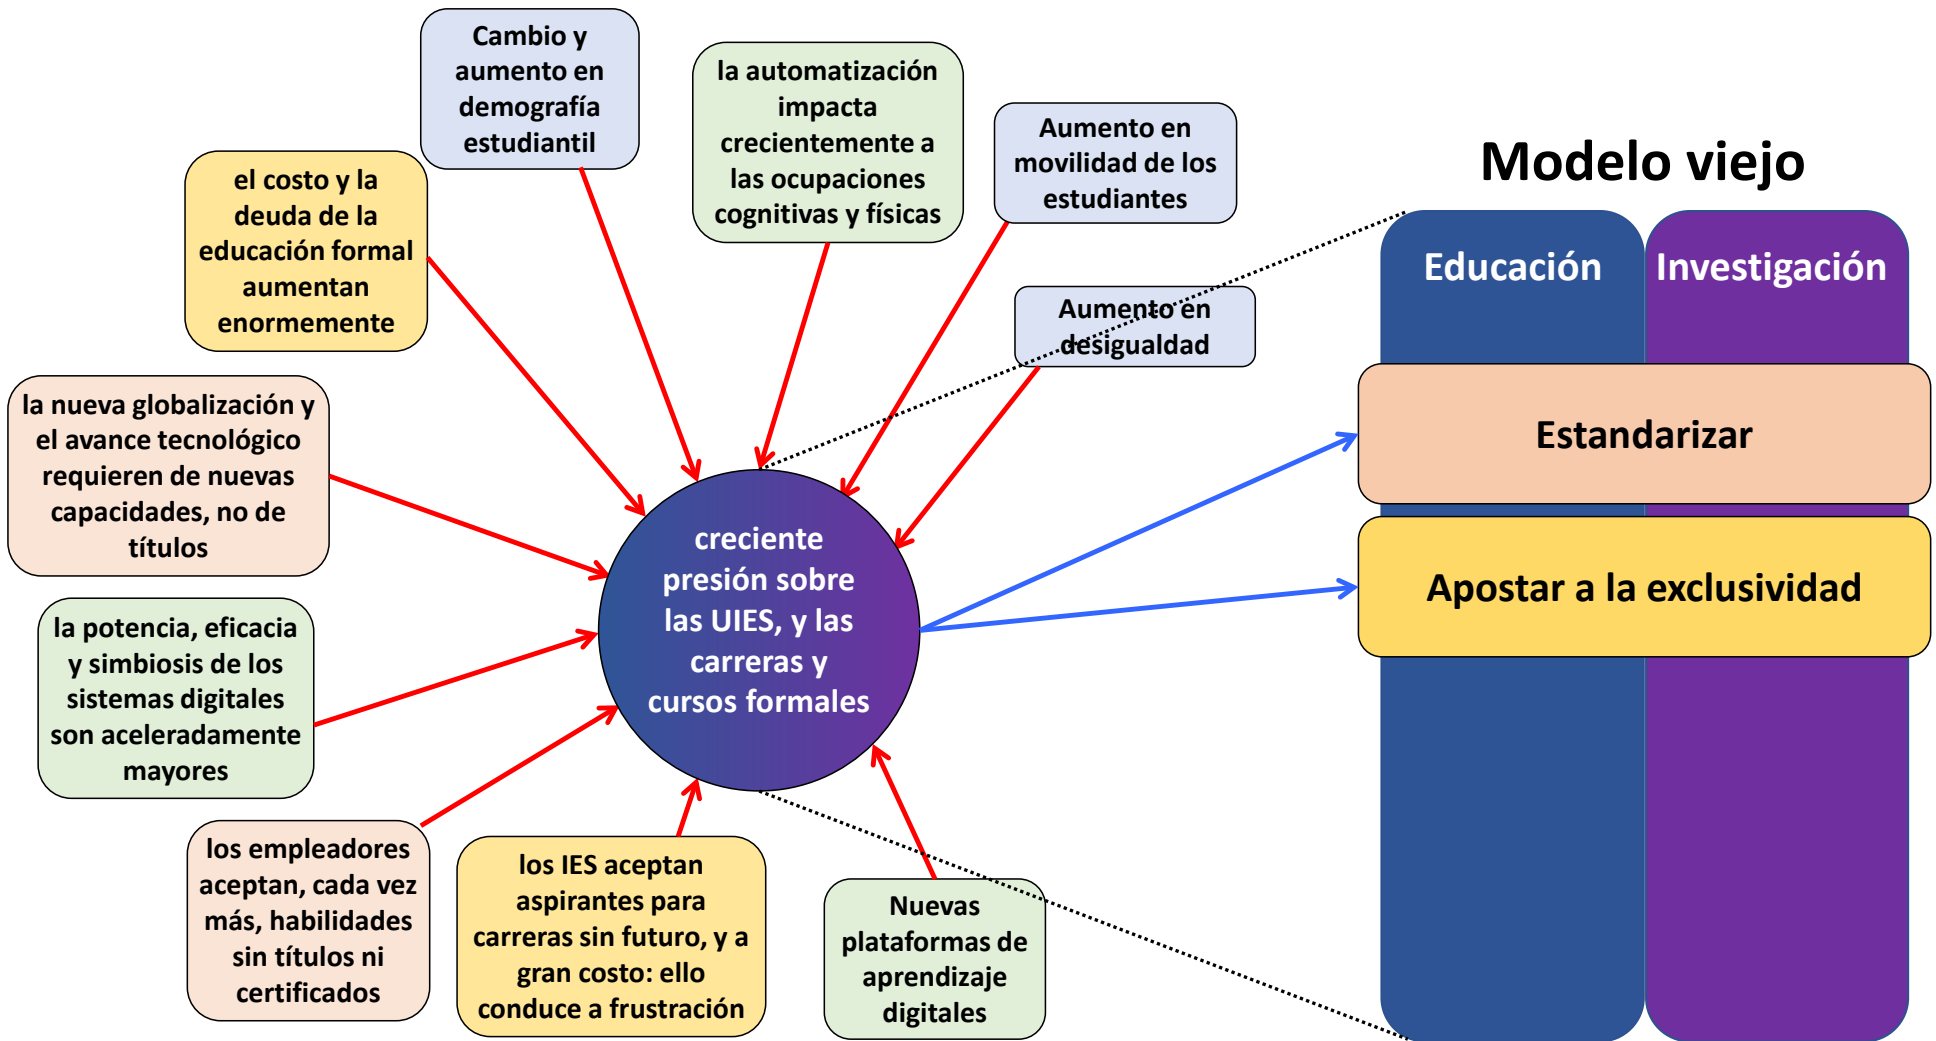 Cambio y
aumento en
demografía
estudiantil
la automatización
impacta
crecientemente a
las ocupaciones
cognitivas y físicas
Aumento en
movilidad de los
estudiantes
Aumento en
desigualdad
el costo y la
deuda de la
educación formal
aumentan
enormemente
la nueva globalización y
el avance tecnológico
requieren de nuevas
capacidades, no de
títulos
la potencia, eficacia
y simbiosis de los
sistemas digitales
son aceleradamente
mayores
los empleadores
aceptan, cada vez
más, habilidades
sin títulos ni
certificados
los IES aceptan
aspirantes para
carreras sin futuro, y a
gran costo: ello
conduce a frustración
Nuevas
plataformas de
aprendizaje
digitales
creciente
presión sobre
las UIES, y las
carreras y
cursos formales
Modelo viejo
Educación
Investigación
Estandarizar
Apostar a la exclusividad